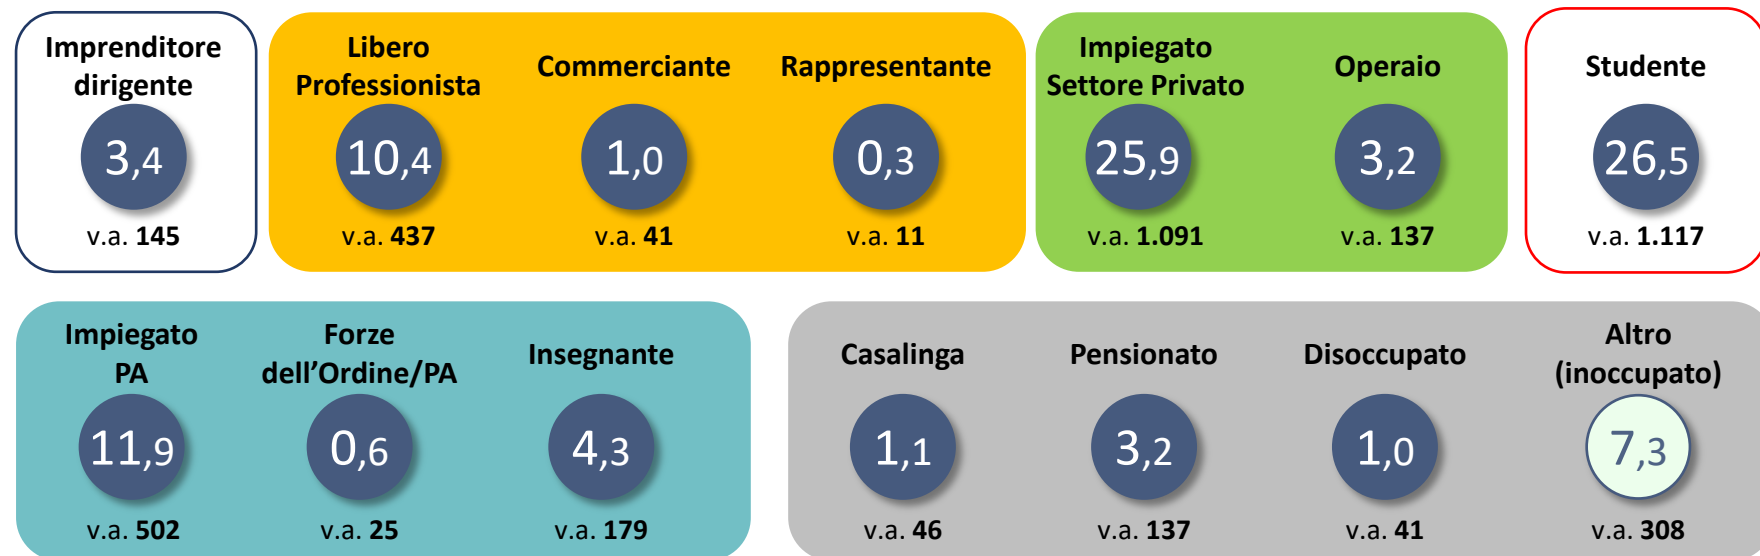 Imprenditore
dirigente
3,4
v.a. 145
Libero
Professionista
10,4
v.a. 437
Commerciante
1,0
v.a. 41
Rappresentante
0,3
v.a. 11
Impiegato
Settore Privato
25,9
v.a. 1.091
Operaio
3,2
v.a. 137
Studente
26,5
v.a. 1.117
Impiegato
PA
11,9
v.a. 502
Forze
dell'Ordine/PA
0,6
v.a. 25
Insegnante
4,3
v.a. 179
Casalinga
1,1
v.a. 46
Pensionato
3,2
v.a. 137
Disoccupato
1,0
v.a. 41
Altro
(inoccupato)
7,3
v.a. 308